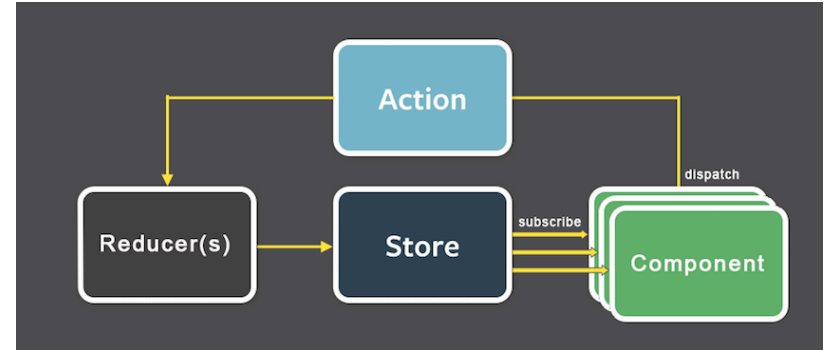 Action
dispatch
Reducer(s)
Store
subscribe
Component